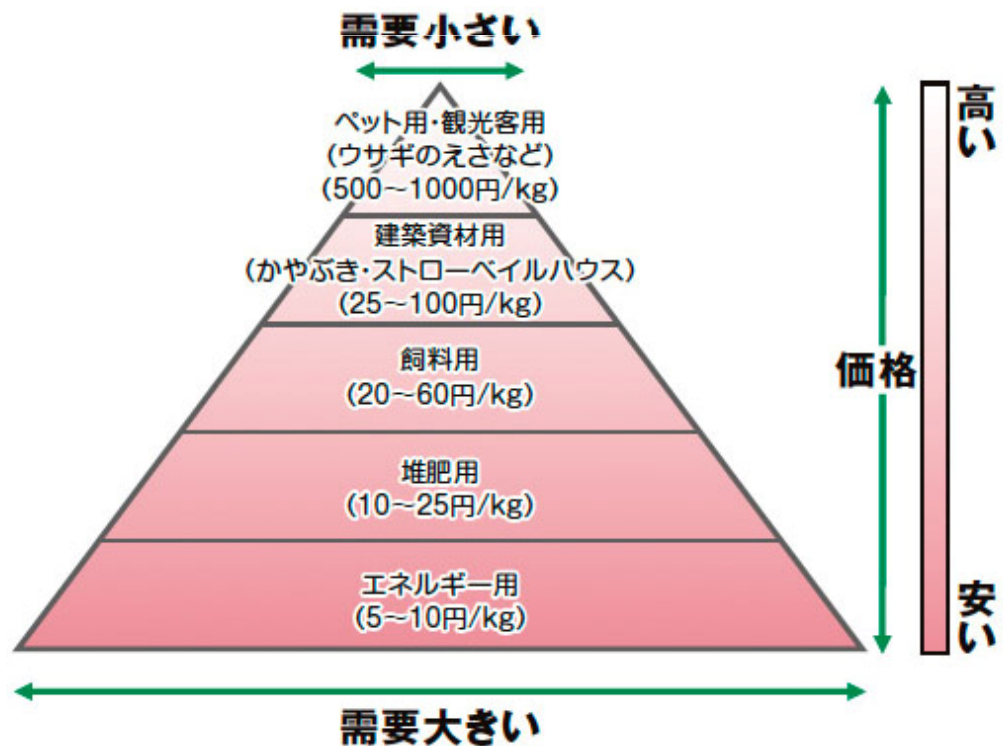 需要小さい
ペット用・観光客用
(ウサギのえさなど)
(500〜1000円/kg)
建築資材用
(かやぶき・ストローベイルハウス)
(25〜100円/kg)
飼料用
(20〜60円/kg)
堆肥用
(10〜25円/kg)
エネルギー用
(5〜10円/kg)
需要大きい
高い
価格
安い